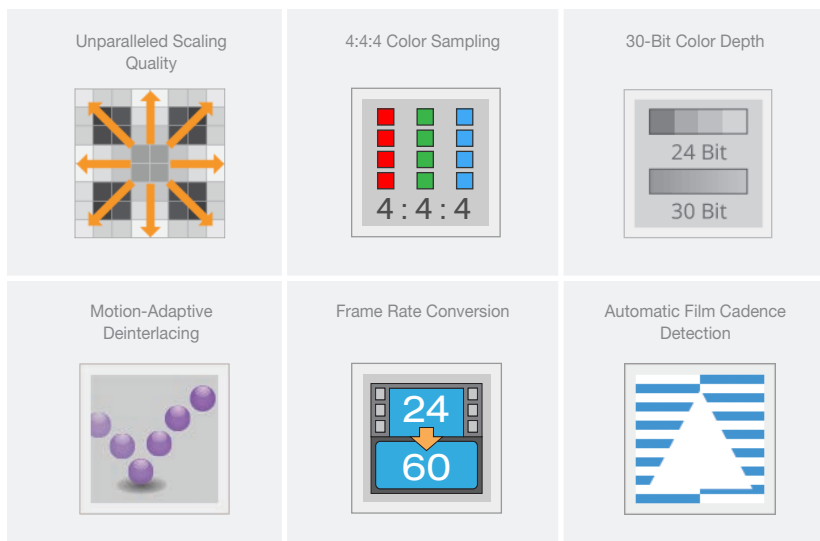 Unparalleled Scaling
Quality
4:4:4 Color Sampling
4 : 4 : 4
30-Bit Color Depth
24 Bit
30 Bit
Motion-Adaptive
Deinterlacing
Frame Rate Conversion
24
60
Automatic Film Cadence
Detection